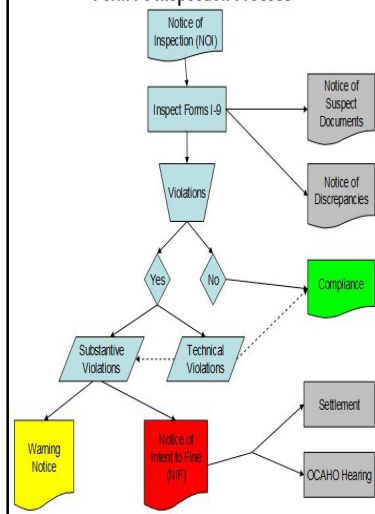 Notice of
Inspection (NOI)
Inspect Forms I-9
Notice of
Suspect
Documents
Notice of
Discrepancies
Violations
Yes
No
Compliance
Substantive
Violations
Technical
Violations
Warning
Notice
Notice of
Intent to Fine
(NIF)
Settlement
OCAHO Hearing